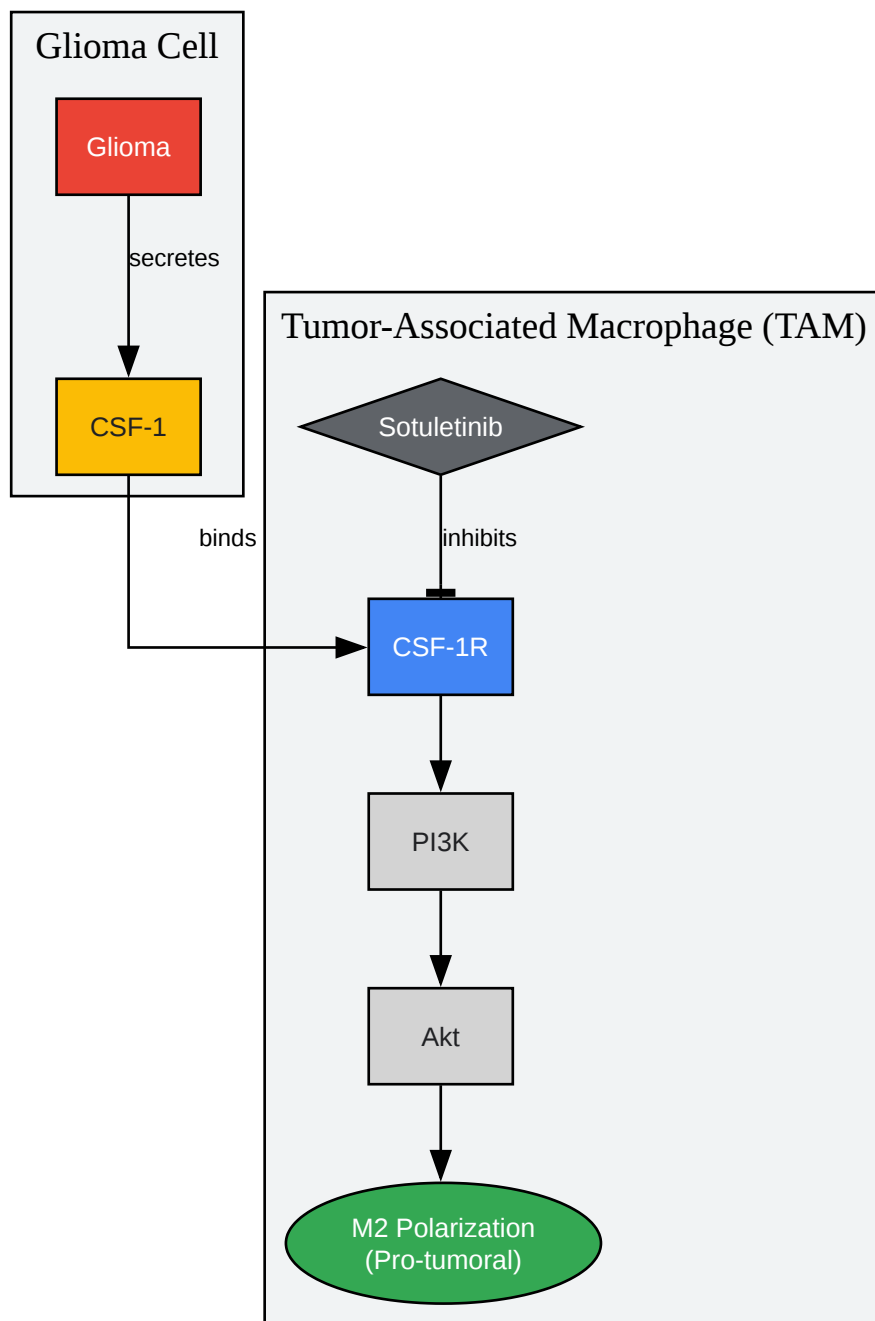 Glioma Cell
Glioma
secretes
Tumor-Associated Macrophage (TAM)
CSF-1
Sotuletinib
binds
inhibits
CSF-1R
PI3K
Akt
M2 Polarization
(Pro-tumoral)